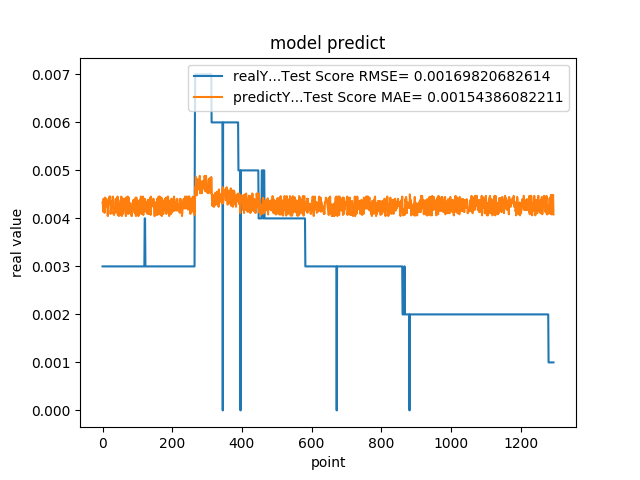 model predict
realY...Test Score RMSE= 0.00169820682614
predictY...Test Score MAE= 0.00154386082211
real value
0.007
0.006
0.005
0.004
0.003
0.002
0.001
0.000
0 200 400 600 800 1000 1200
point